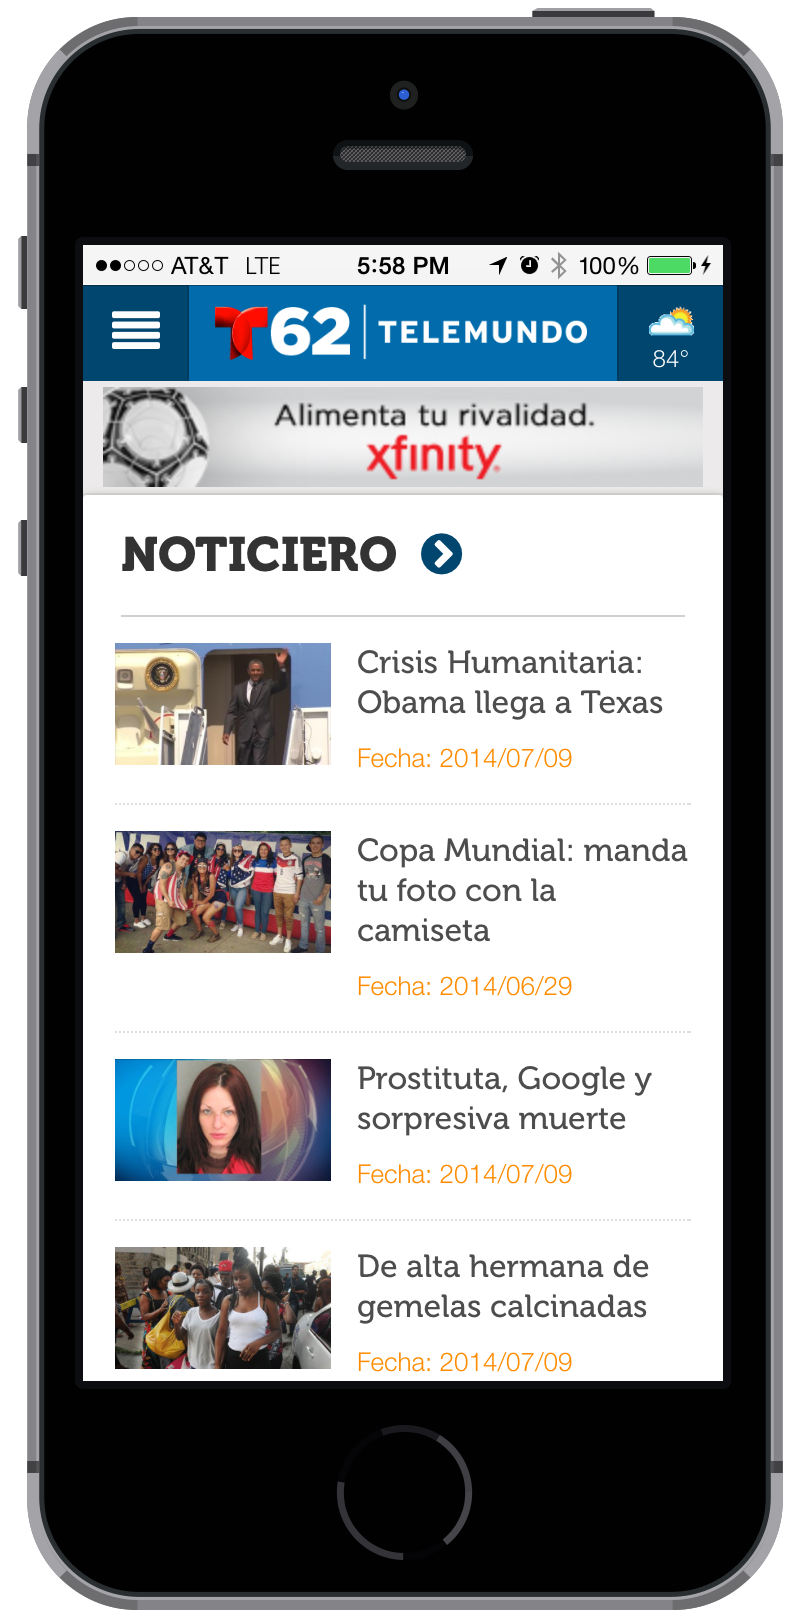 AT&T LTE 5:58 PM 100%
T62 TELEMUNDO
84°
Alimenta tu rivalidad.
xfinity
NOTICIERO
Crisis Humanitaria:
Obama llega a Texas
Fecha: 2014/07/09
Copa Mundial: manda
tu foto con la
camiseta
Fecha: 2014/06/29
Prostituta, Google y
sorpresiva muerte
Fecha: 2014/07/09
De alta hermana de
gemelas calcinadas
Fecha: 2014/07/09